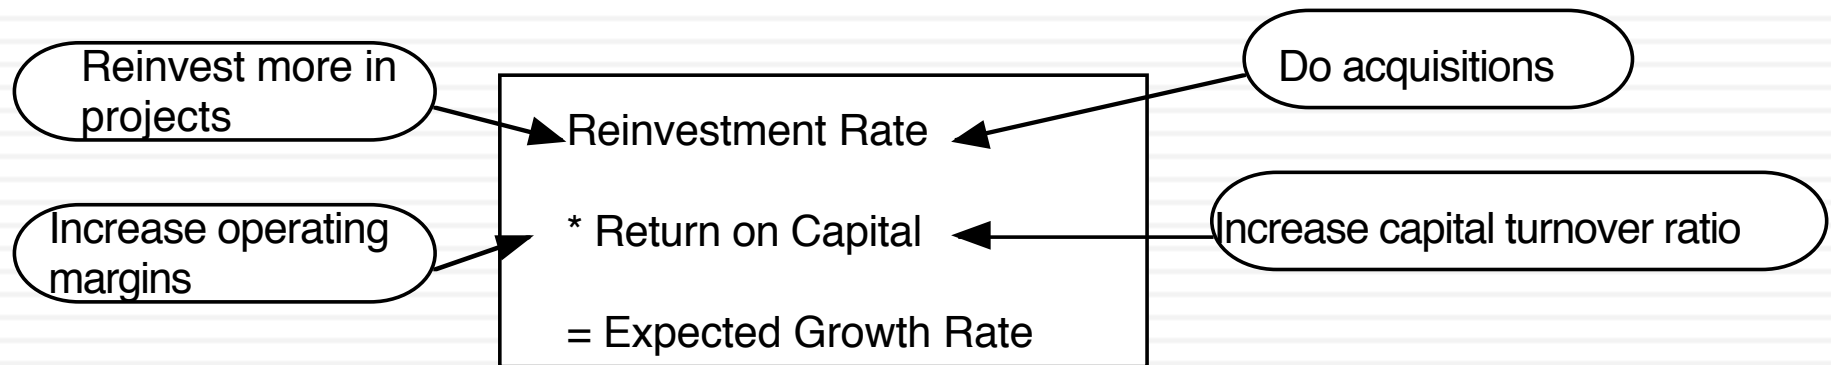 Reinvest more in
projects
Do acquisitions
Reinvestment Rate
Increase operating
margins
* Return on Capital
Increase capital turnover ratio
= Expected Growth Rate